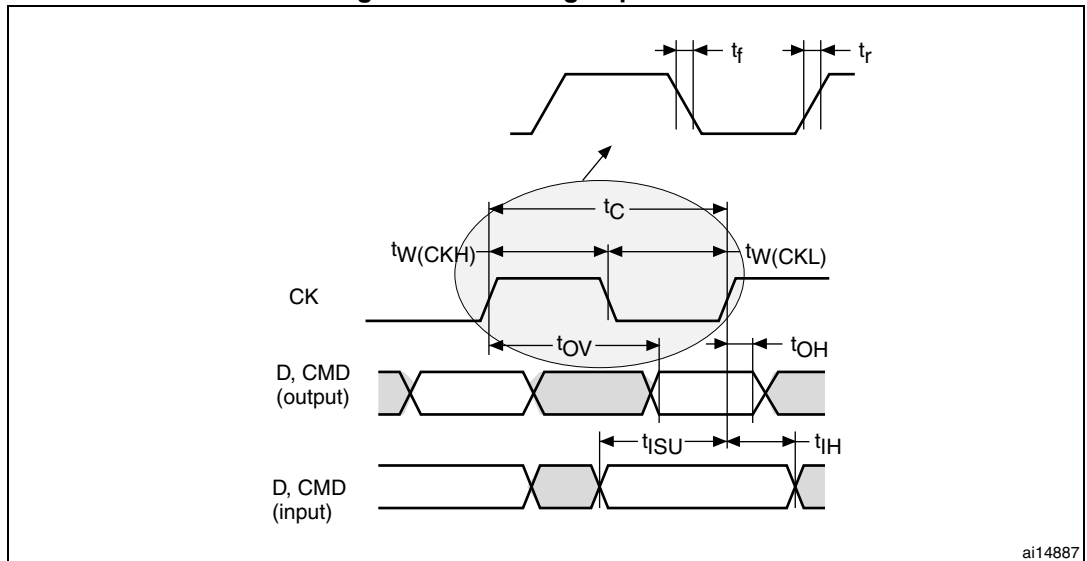 tf
tr
tC
tW(CKH)
tW(CKL)
CK
tOV
tOH
D, CMD
(output)
tISU
tIH
D, CMD
(input)
ai14887